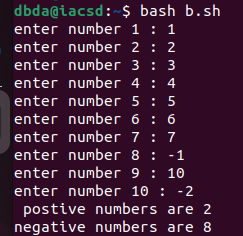 dbda@iacsd:~$ bash b.sh
enter number 1 : 1
enter number 2 : 2
enter number 3 : 3
enter number 4 : 4
enter number 5 : 5
enter number 6 : 6
enter number 7 : 7
enter number 8 : -1
enter number 9 : 10
enter number 10 : -2
 postive numbers are 2
negative numbers are 8